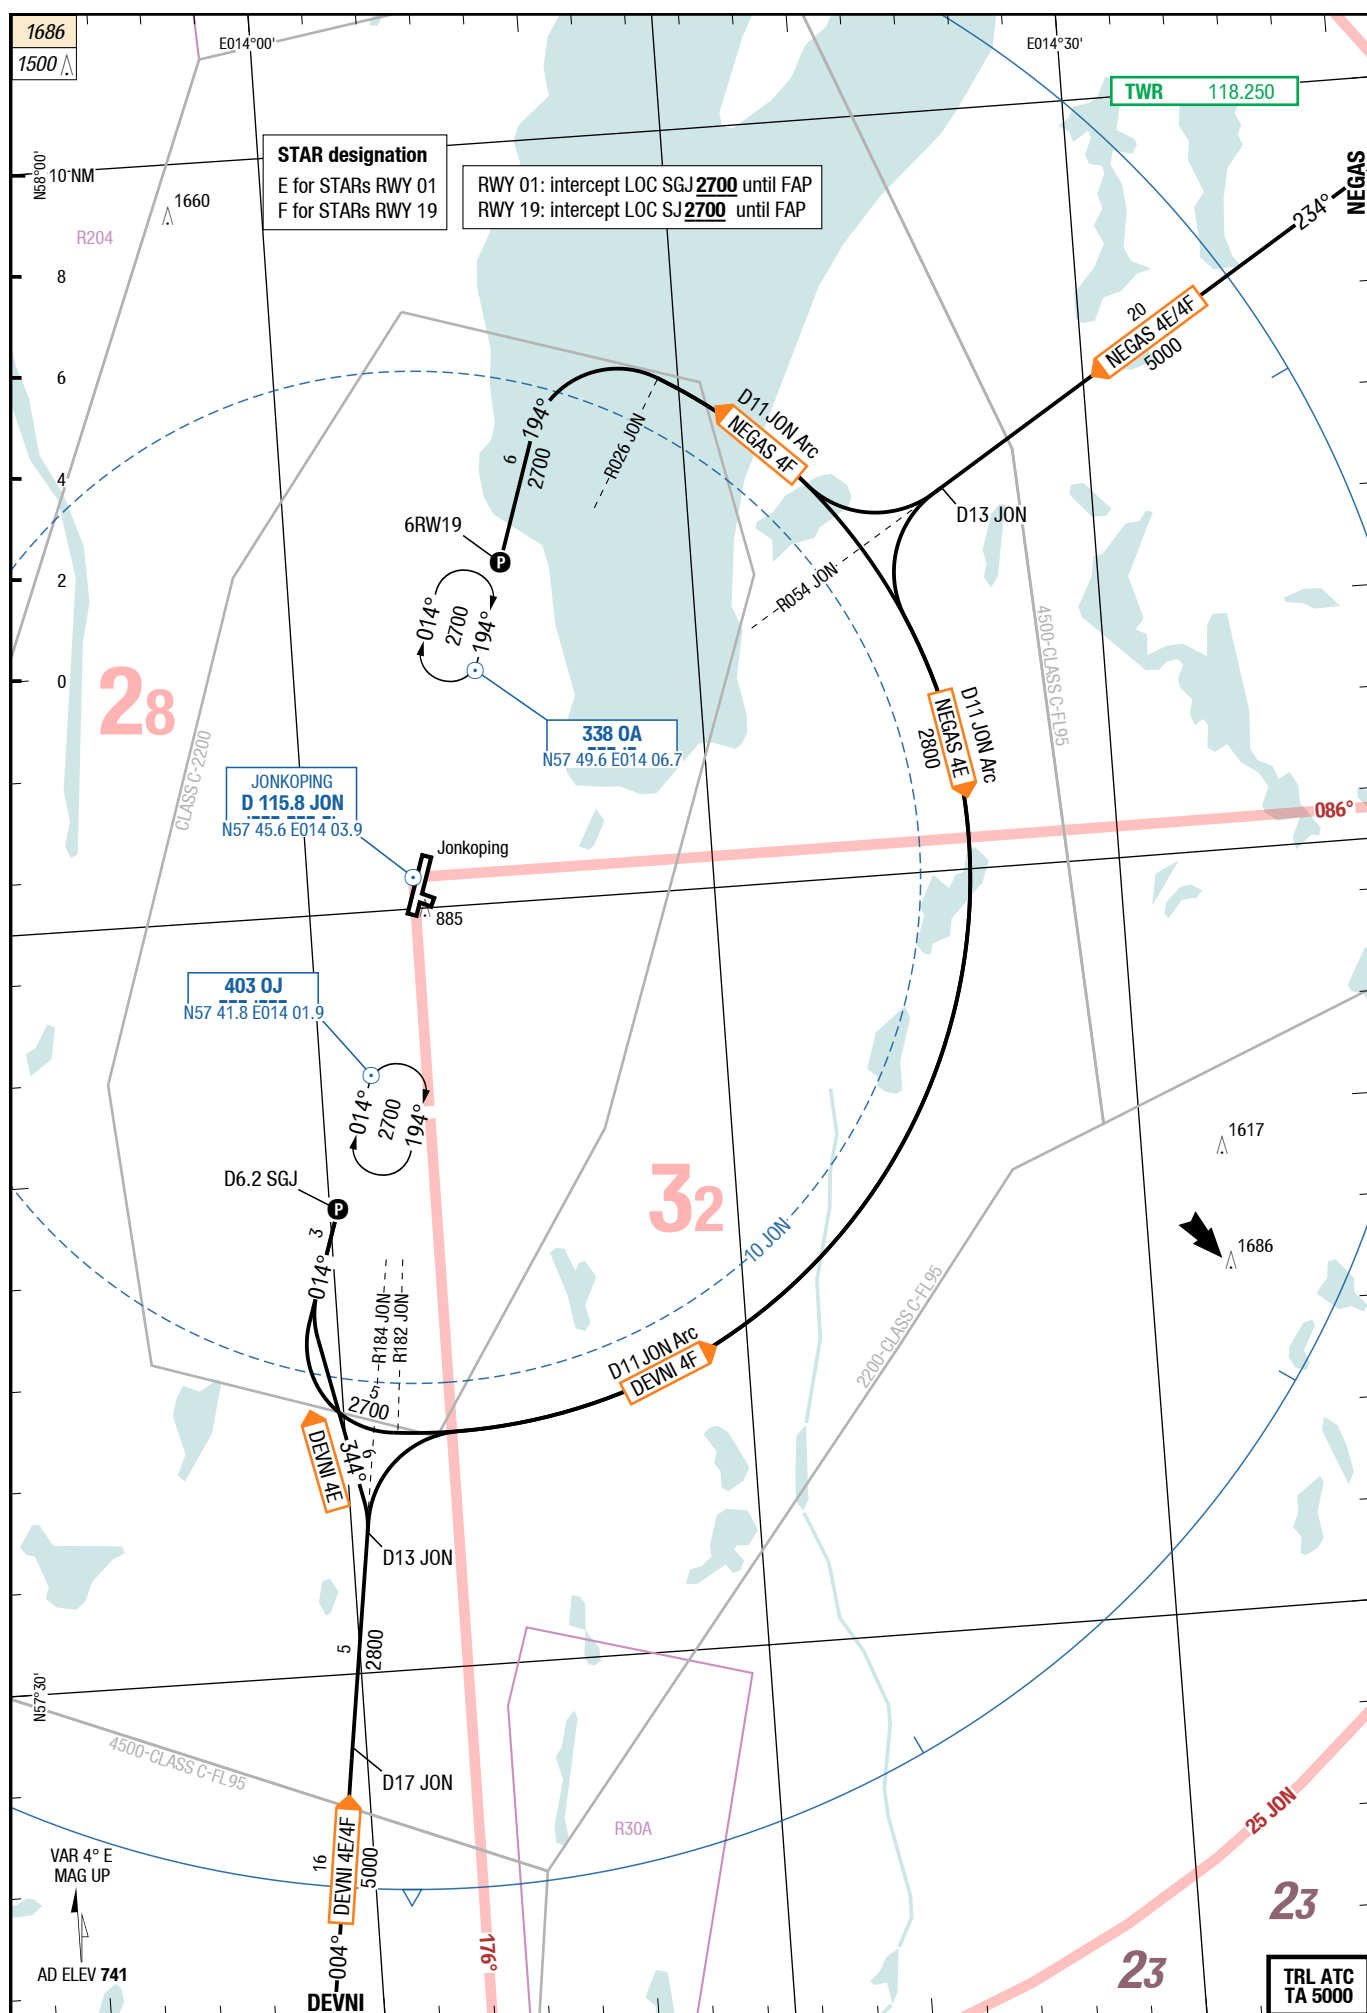 1686
1500
E014°00'
E014°30'
TWR 118.250
N58°00'
10 NM
8
6
4
2
0
STAR designation
E for STARs RWY 01
F for STARs RWY 19
RWY 01: intercept LOC SGJ 2700 until FAP
RWY 19: intercept LOC SJ 2700 until FAP
NEGAS
234°
1660
R204
20
NEGAS 4E/4F
5000
D11 JON Arc
NEGAS 4F
194°
6
2700
R026 JON
D13 JON
6RW19
P
R054 JON
014°
2700
194°
4500-CLASS C-FL95
28
CLASS C-2200
338 OA
N57 49.6 E014 06.7
D11 JON Arc
NEGAS 4E
2800
JONKOPING
D 115.8 JON
N57 45.6 E014 03.9
086°
Jonkoping
885
403 OJ
N57 41.8 E014 01.9
014°
2700
194°
1617
D6.2 SGJ
P
32
3
10 JON
1686
014°
R184 JON
R182 JON
2200-CLASS C-FL95
D11 JON Arc
DEVNI 4F
5
2700
DEVNI 4E
344°
6
D13 JON
5
2800
N57°30'
4500-CLASS C-FL95
D17 JON
25 JON
R30A
VAR 4° E
MAG UP
16
DEVNI 4E/4F
5000
23
176°
004°
23
AD ELEV 741
DEVNI
TRL ATC
TA 5000